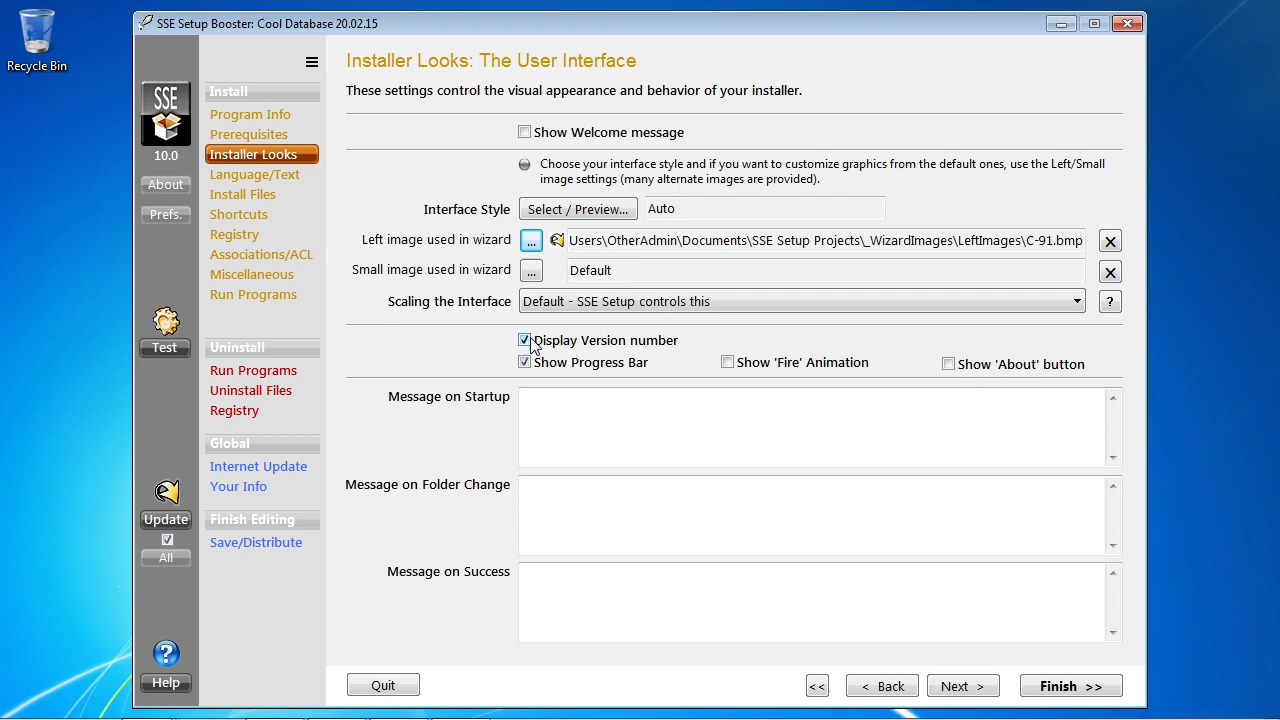 Recycle Bin
SSE Setup Booster: Cool Database 20.02.15
SSE
10.0
About
Prefs.
Test
Update
All
?
Help
Install
Program Info
Prerequisites
Installer Looks
Language/Text
Install Files
Shortcuts
Registry
Associations/ACL
Miscellaneous
Run Programs
Uninstall
Run Programs
Uninstall Files
Registry
Global
Internet Update
Your Info
Finish Editing
Save/Distribute
Installer Looks: The User Interface
These settings control the visual appearance and behavior of your installer.
Show Welcome message
Choose your interface style and if you want to customize graphics from the default ones, use the Left/Small
image settings (many alternate images are provided).
Interface Style Select / Preview... Auto
Left image used in wizard ... Users\OtherAdmin\Documents\SSE Setup Projects\_WizardImages\LeftImages\C-91.bmp X
Small image used in wizard ... Default X
Scaling the Interface Default - SSE Setup controls this ?
Display Version number
Show Progress Bar Show 'Fire' Animation Show 'About' button
Message on Startup
Message on Folder Change
Message on Success
Quit << < Back Next > Finish >>